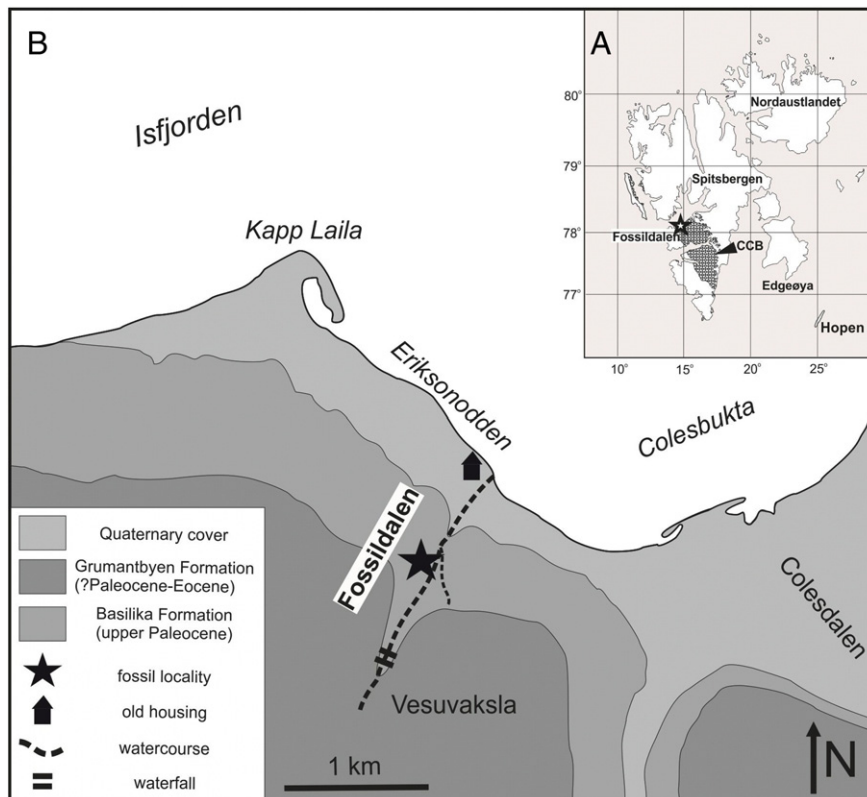 B
A
Isfjorden
Kapp Laila
Eriksonodden
Colesbukta
Colesdalen
Fossildalen
Vesuvaksla
1 km
N
80°
79°
78°
77°
10°
15°
20°
25°
Nordaustlandet
Spitsbergen
Fossildalen
CCB
Edgeøya
Hopen
Quaternary cover
Grumantbyen Formation
(?Paleocene-Eocene)
Basilika Formation
(upper Paleocene)
fossil locality
old housing
watercourse
waterfall